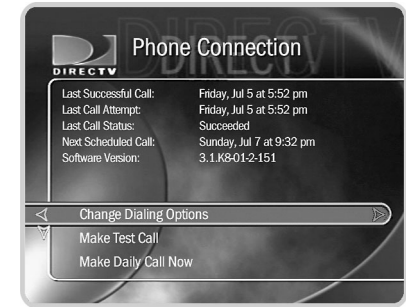 Phone Connection
DIRECTV
Last Successful Call: Friday, Jul 5 at 5:52 pm
Last Call Attempt: Friday, Jul 5 at 5:52 pm
Last Call Status: Succeeded
Next Scheduled Call: Sunday, Jul 7 at 9:32 pm
Software Version: 3.1.K8-01-2-151
Change Dialing Options
Make Test Call
Make Daily Call Now